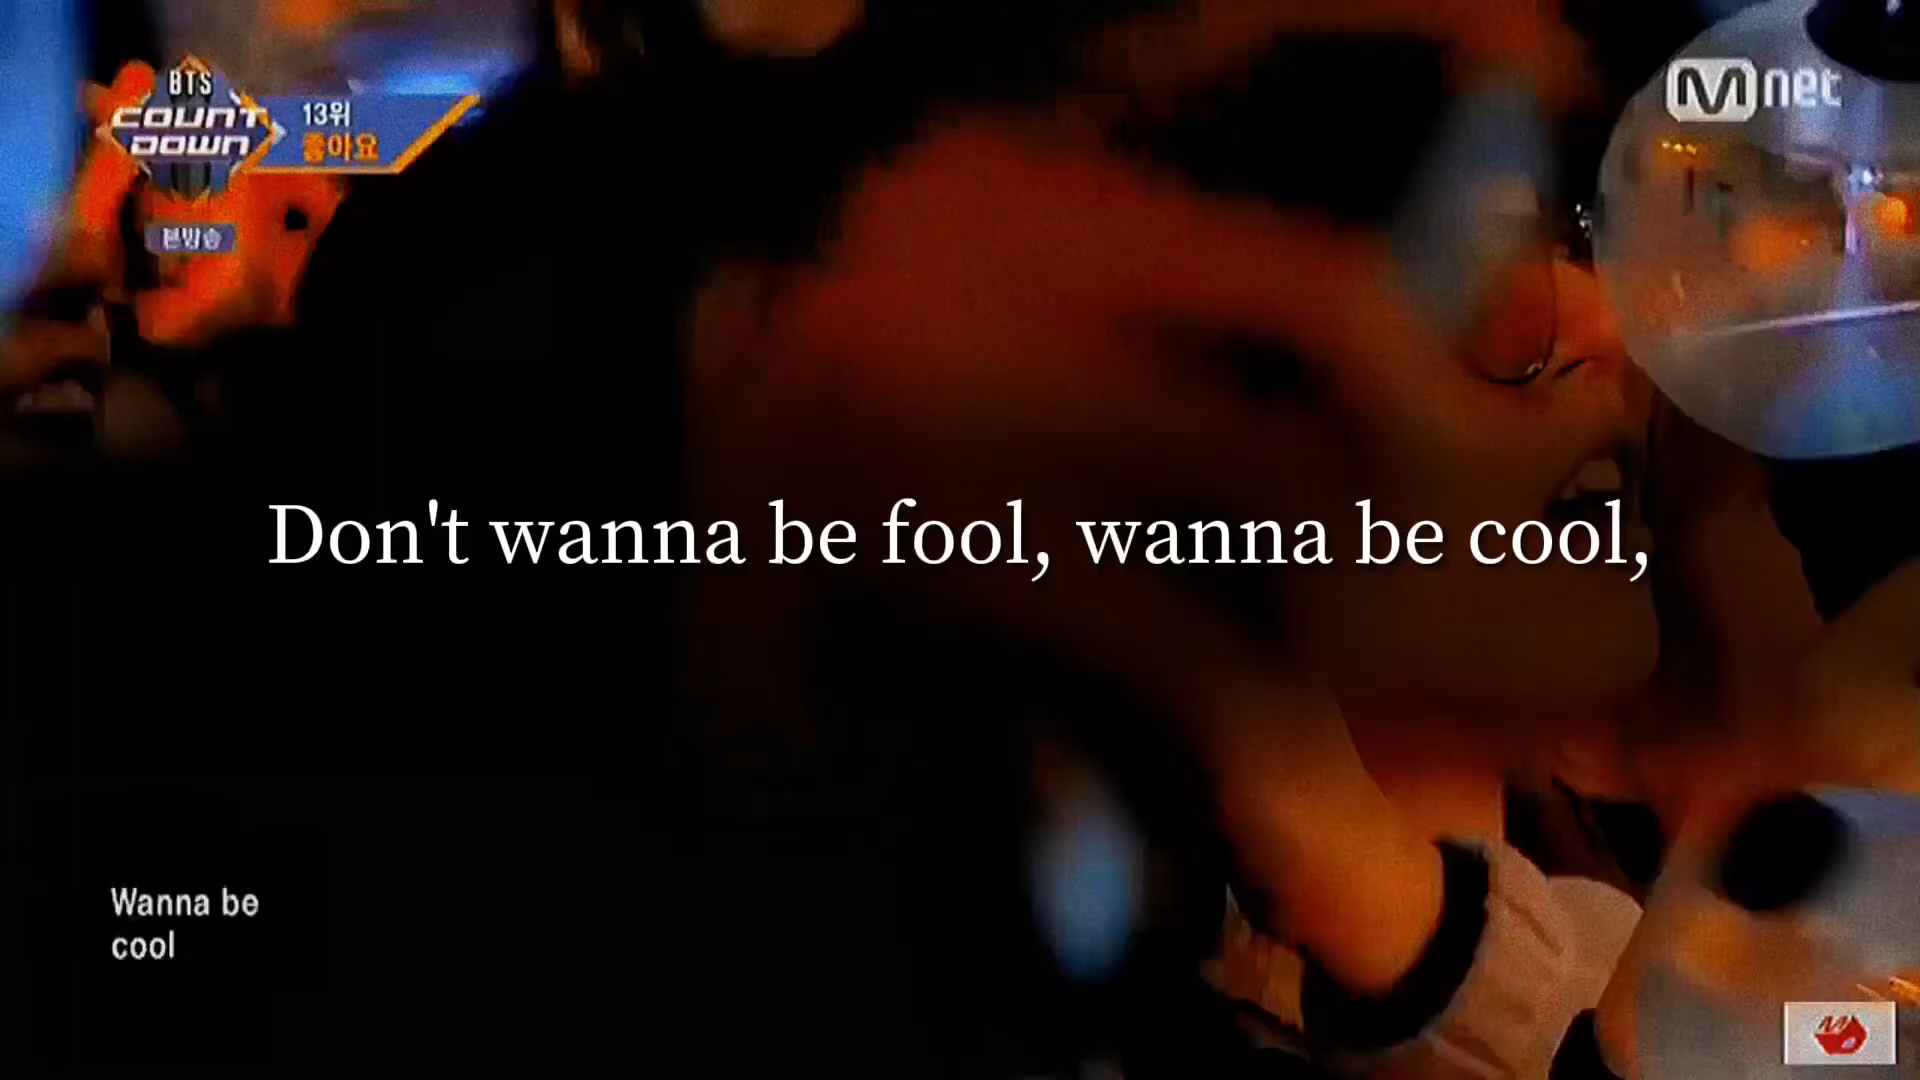 BTS
COUNT
DOWN
13위
좋아요
본방송
Mnet
Don't wanna be fool, wanna be cool,
Wanna be
cool